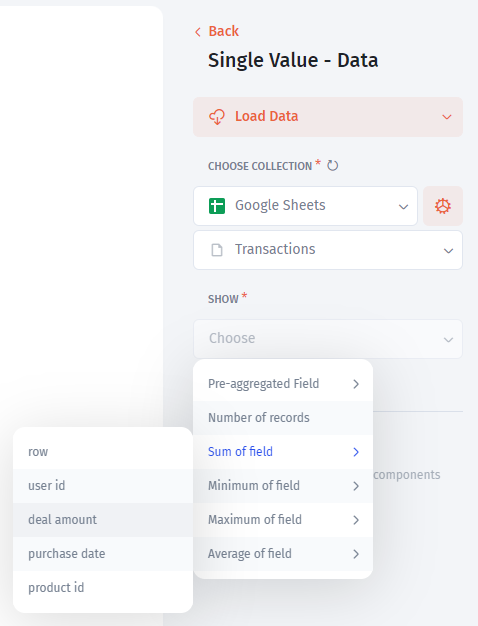 Back
Single Value - Data
Load Data
CHOOSE COLLECTION *
Google Sheets
Transactions
SHOW *
Choose
Pre-aggregated Field
Number of records
Sum of field
Minimum of field
Maximum of field
Average of field
components
row
user id
deal amount
purchase date
product id